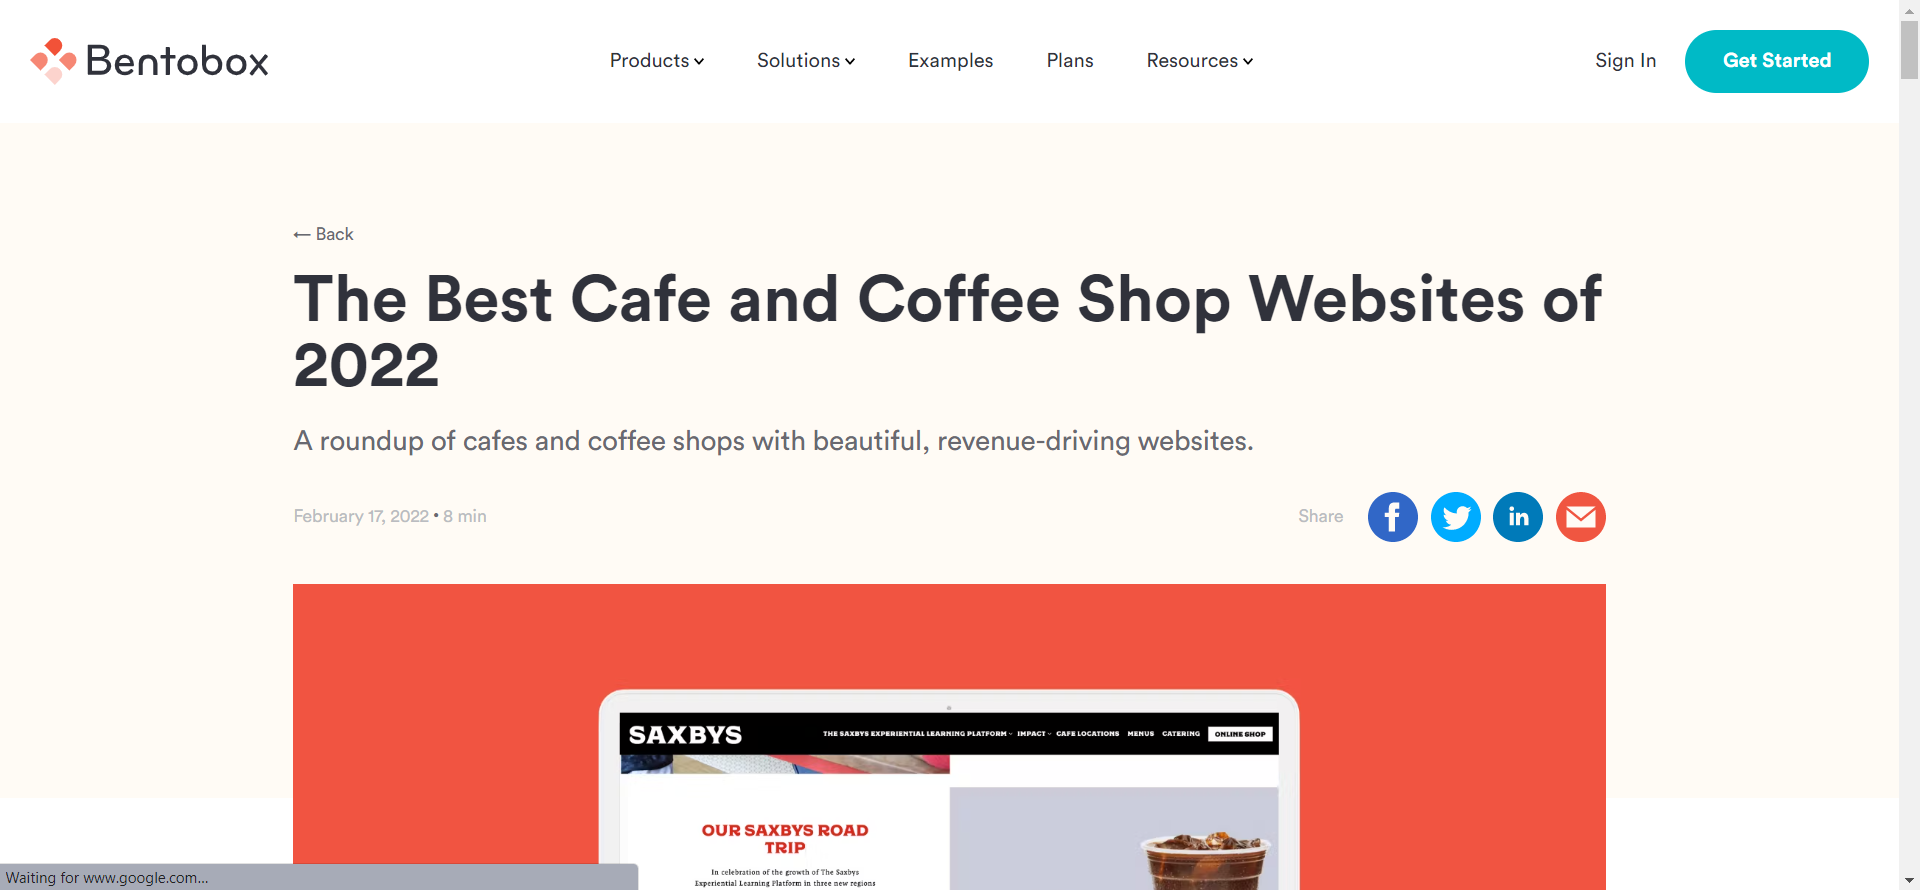 Bentobox
Products
Solutions
Examples
Plans
Resources
Sign In
Get Started
← Back
The Best Cafe and Coffee Shop Websites of
2022
A roundup of cafes and coffee shops with beautiful, revenue-driving websites.
February 17, 2022 • 8 min
Share
SAXBYS
THE SAXBYS EXPERIENTIAL LEARNING PLATFORM
IMPACT
CAFE LOCATIONS
MENUS
CATERING
ONLINE SHOP
OUR SAXBYS ROAD
TRIP
In celebration of the growth of The Saxbys
Experiential Learning Platform in three new regions
Waiting for www.google.com...